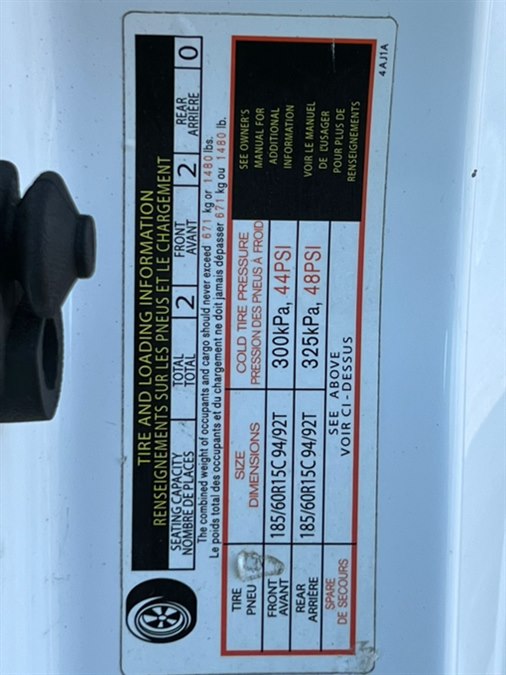 TIRE AND LOADING INFORMATION
RENSEIGNEMENTS SUR LES PNEUS ET LE CHARGEMENT
SEATING CAPACITY
NOMBRE DE PLACES
TOTAL
TOTAL
2
FRONT
AVANT
2
REAR
ARRIÈRE
0
The combined weight of occupants and cargo should never exceed 671 kg or 1480 lbs.
Le poids total des occupants et du chargement ne doit jamais dépasser 671 kg ou 1480 lb.
TIRE
PNEU
SIZE
DIMENSIONS
COLD TIRE PRESSURE
PRESSION DES PNEUS À FROID
FRONT
AVANT
185/60R15C 94/92T
300kPa, 44PSI
REAR
ARRIÈRE
185/60R15C 94/92T
325kPa, 48PSI
SPARE
DE SECOURS
SEE ABOVE
VOIR CI-DESSUS
SEE OWNER'S
MANUAL FOR
ADDITIONAL
INFORMATION
VOIR LE MANUEL
DE L'USAGER
POUR PLUS DE
RENSEIGNEMENTS
4AJ1A